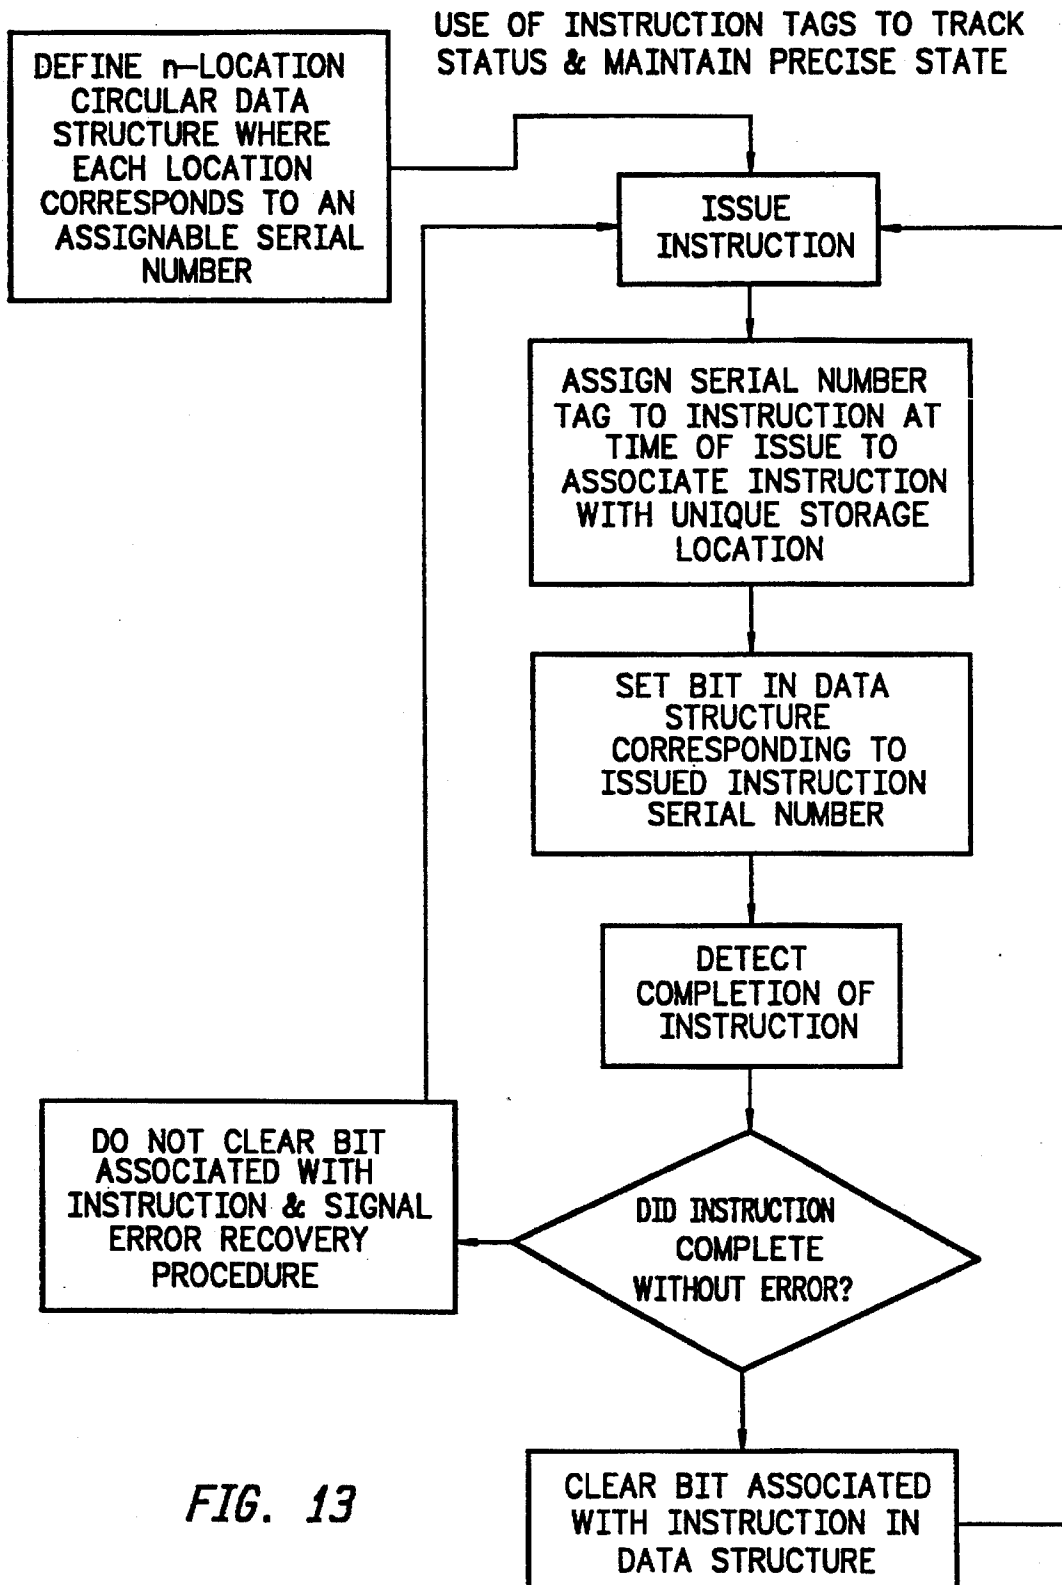 USE OF INSTRUCTION TAGS TO TRACK
STATUS & MAINTAIN PRECISE STATE
DEFINE n-LOCATION
CIRCULAR DATA
STRUCTURE WHERE
EACH LOCATION
CORRESPONDS TO AN
ASSIGNABLE SERIAL
NUMBER
ISSUE
INSTRUCTION
ASSIGN SERIAL NUMBER
TAG TO INSTRUCTION AT
TIME OF ISSUE TO
ASSOCIATE INSTRUCTION
WITH UNIQUE STORAGE
LOCATION
SET BIT IN DATA
STRUCTURE
CORRESPONDING TO
ISSUED INSTRUCTION
SERIAL NUMBER
DETECT
COMPLETION OF
INSTRUCTION
DID INSTRUCTION
COMPLETE
WITHOUT ERROR?
DO NOT CLEAR BIT
ASSOCIATED WITH
INSTRUCTION & SIGNAL
ERROR RECOVERY
PROCEDURE
CLEAR BIT ASSOCIATED
WITH INSTRUCTION IN
DATA STRUCTURE
FIG. 13